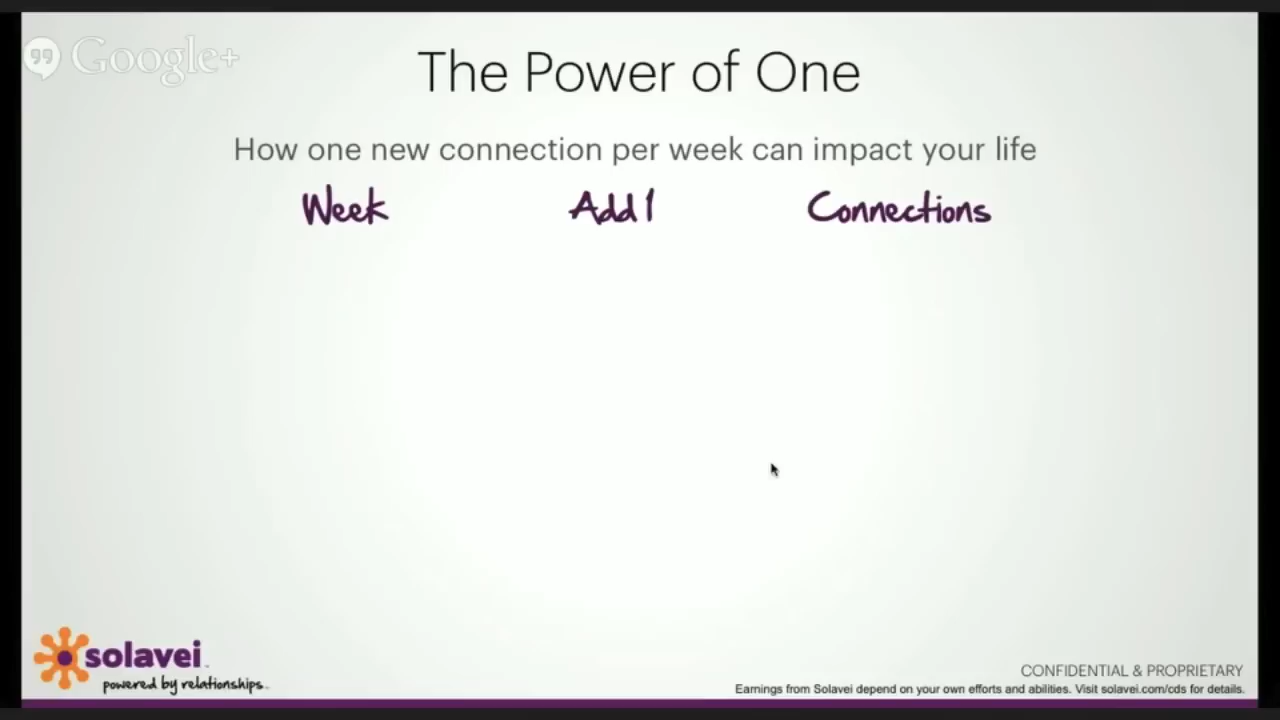 Google+
The Power of One
How one new connection per week can impact your life
Week Add 1 Connections
solavei
powered by relationships
CONFIDENTIAL & PROPRIETARY
Earnings from Solavei depend on your own efforts and abilities. Visit solavei.com/cds for details.